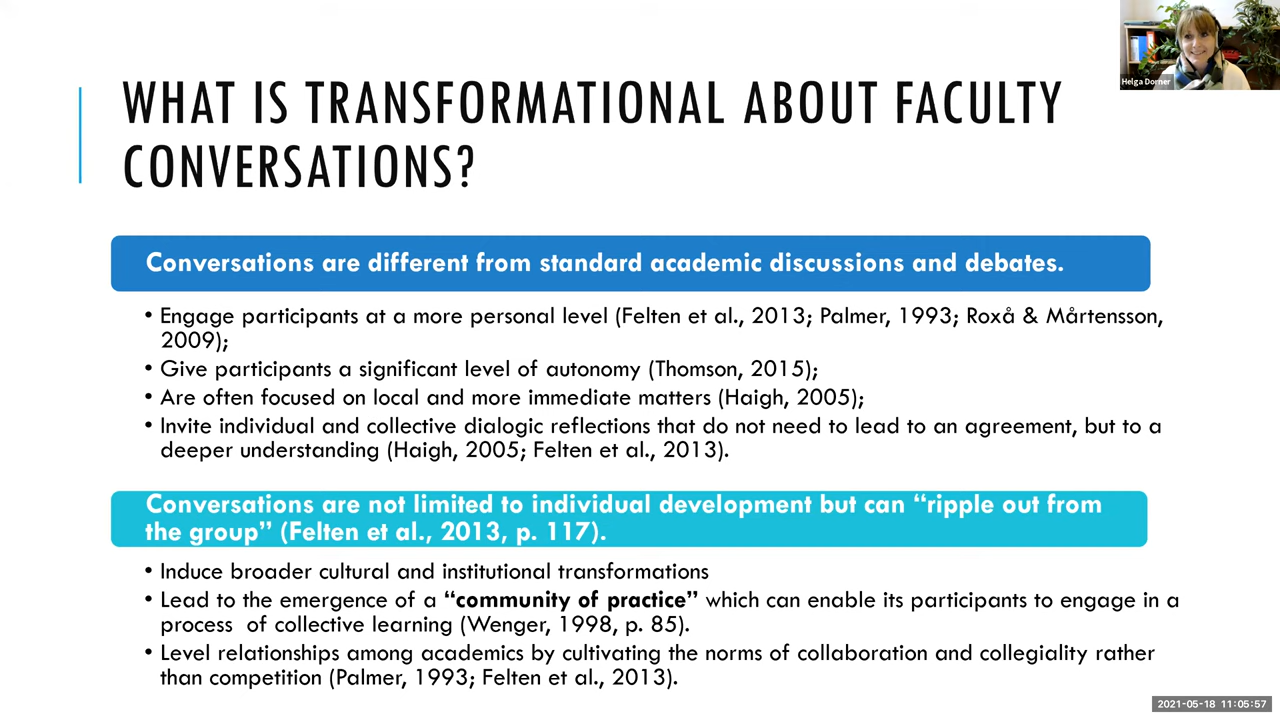 Helga Dorner
WHAT IS TRANSFORMATIONAL ABOUT FACULTY
CONVERSATIONS?
Conversations are different from standard academic discussions and debates.
• Engage participants at a more personal level (Felten et al., 2013; Palmer, 1993; Roxå & Mårtensson,
2009);
• Give participants a significant level of autonomy (Thomson, 2015);
• Are often focused on local and more immediate matters (Haigh, 2005);
• Invite individual and collective dialogic reflections that do not need to lead to an agreement, but to a
deeper understanding (Haigh, 2005; Felten et al., 2013).
Conversations are not limited to individual development but can “ripple out from
the group” (Felten et al., 2013, p. 117).
• Induce broader cultural and institutional transformations
• Lead to the emergence of a “community of practice” which can enable its participants to engage in a
process of collective learning (Wenger, 1998, p. 85).
• Level relationships among academics by cultivating the norms of collaboration and collegiality rather
than competition (Palmer, 1993; Felten et al., 2013).
2021-05-18 11:05:57